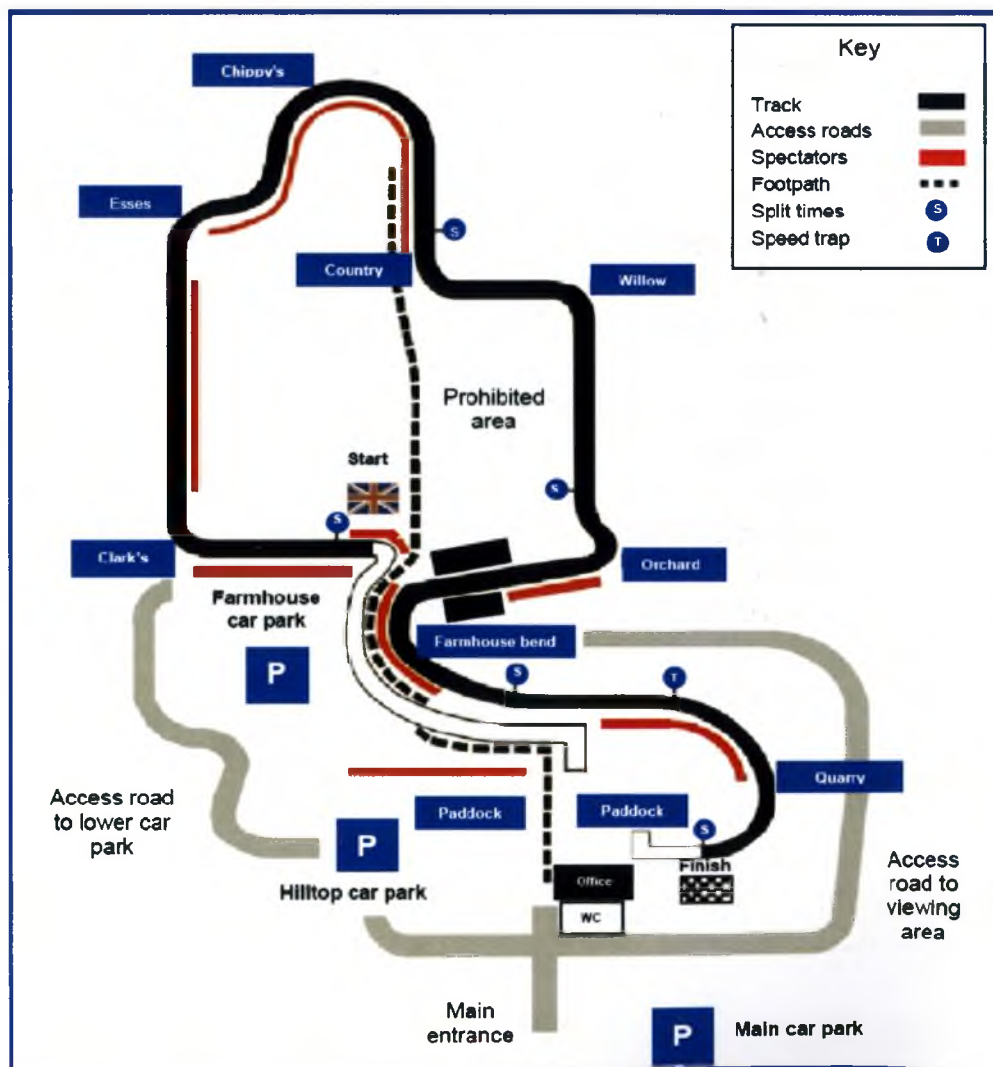 Chippy's
Key
Track
Access roads
Spectators
Footpath
Split times
S
Speed trap
T
Esses
S
Country
Willow
Prohibited
area
Start
S
S
Clark's
Orchard
Farmhouse
car park
Farmhouse bend
P
S
T
Quarry
Access road
to lower car
park
Paddock
Paddock
S
P
Finish
Hilltop car park
Office
WC
Access
road to
viewing
area
Main
entrance
P
Main car park